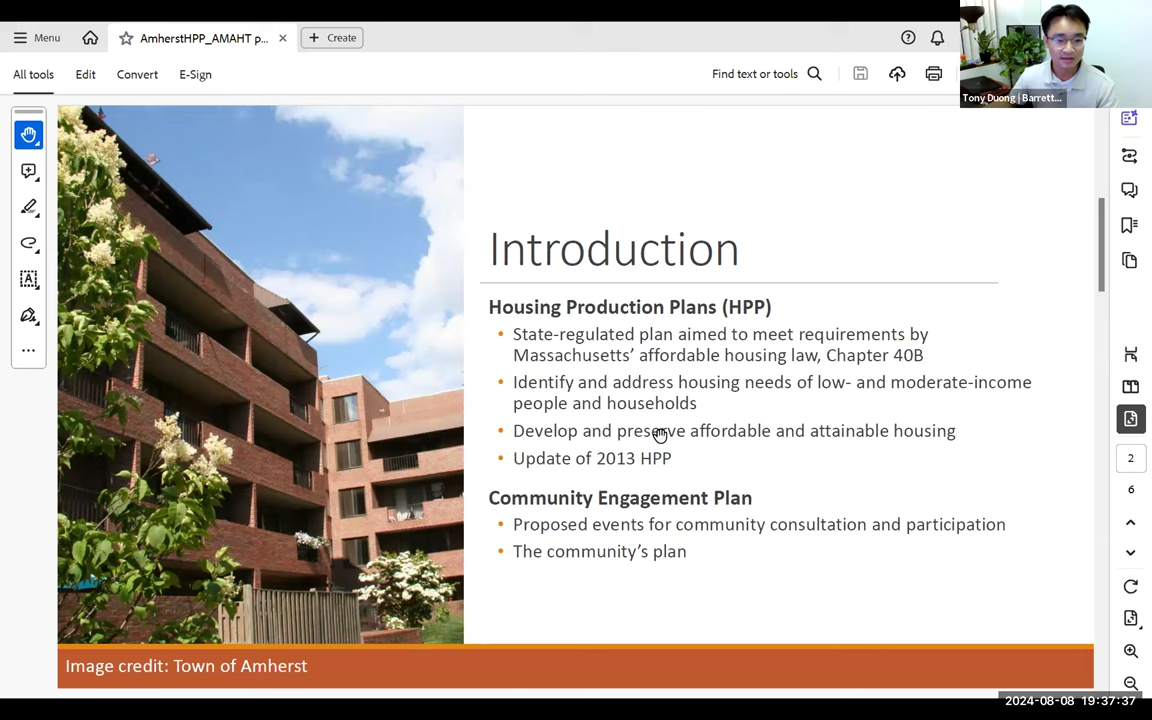 Menu
AmherstHPP_AMAHT p...
Create
All tools
Edit
Convert
E-Sign
Find text or tools
Tony Duong | Barrett...
Introduction
Housing Production Plans (HPP)
• State-regulated plan aimed to meet requirements by
Massachusetts’ affordable housing law, Chapter 40B
• Identify and address housing needs of low- and moderate-income
people and households
• Develop and preserve affordable and attainable housing
• Update of 2013 HPP
Community Engagement Plan
• Proposed events for community consultation and participation
• The community’s plan
2
6
Image credit: Town of Amherst
2024-08-08 19:37:37